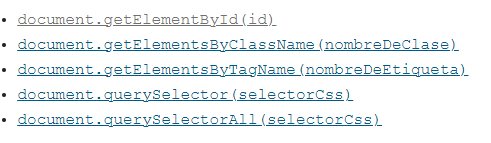 document.getElementById(id)
document.getElementsByClassName(nombreDeClase)
document.getElementsByTagName(nombreDeEtiqueta)
document.querySelector(selectorCss)
document.querySelectorAll(selectorCss)